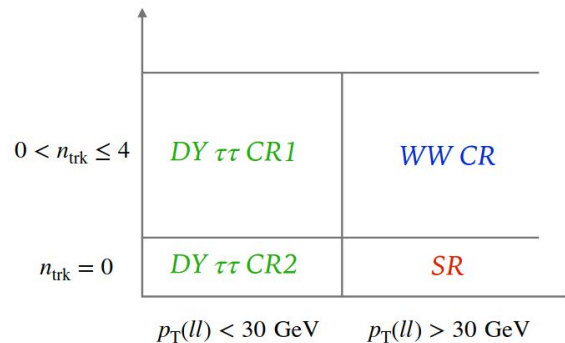 0 < n_trk ≤ 4
DY ττ CR1
WW CR
n_trk = 0
DY ττ CR2
SR
p_T(ll) < 30 GeV
p_T(ll) > 30 GeV